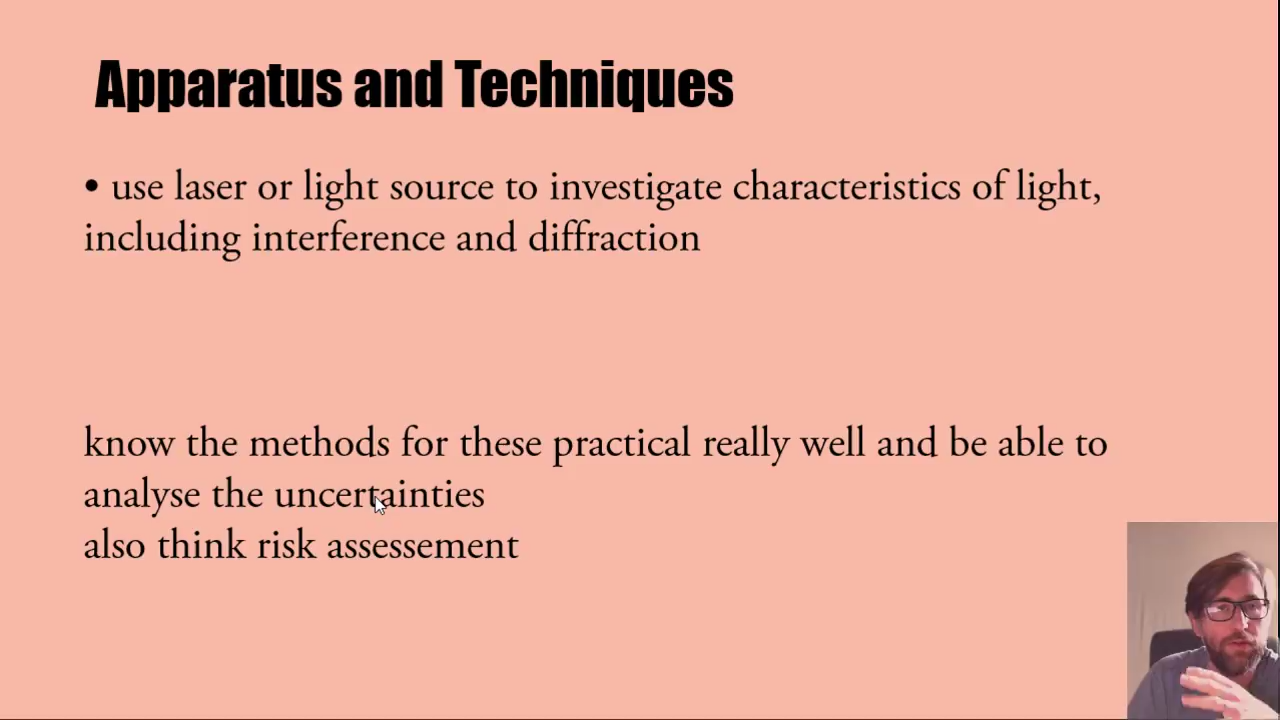 Apparatus and Techniques
• use laser or light source to investigate characteristics of light,
including interference and diffraction
know the methods for these practical really well and be able to
analyse the uncertainties
also think risk assessement